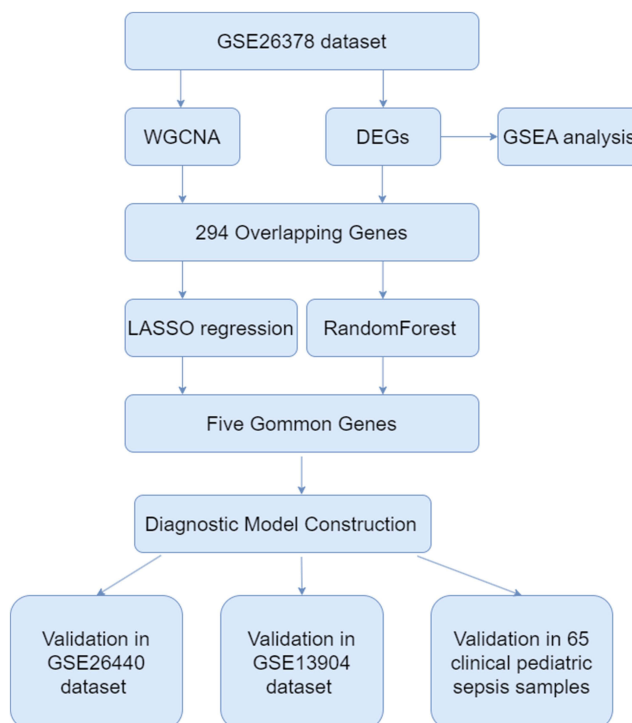 GSE26378 dataset
WGCNA
DEGs
GSEA analysis
294 Overlapping Genes
LASSO regression
RandomForest
Five Gommon Genes
Diagnostic Model Construction
Validation in
GSE26440
dataset
Validation in
GSE13904
dataset
Validation in 65
clinical pediatric
sepsis samples